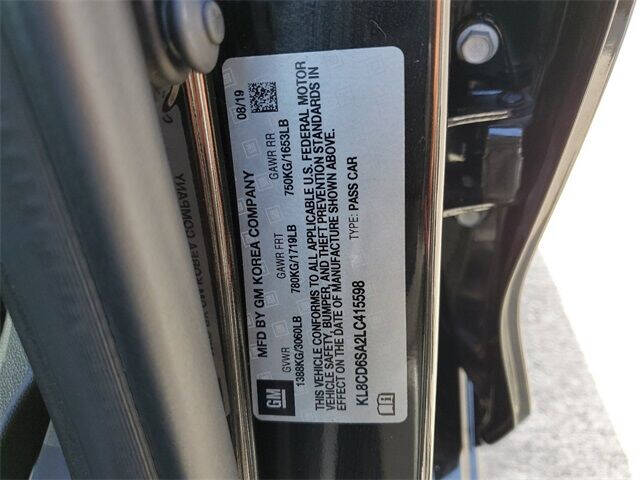 MFD BY GM KOREA COMPANY
08/19
GVWR
GAWR FRT
GAWR RR
1388KG/3060LB
780KG/1719LB
750KG/1653LB
GM
THIS VEHICLE CONFORMS TO ALL APPLICABLE U.S. FEDERAL MOTOR
VEHICLE SAFETY, BUMPER, AND THEFT PREVENTION STANDARDS IN
EFFECT ON THE DATE OF MANUFACTURE SHOWN ABOVE.
KL8CD6SA2LC415598
TYPE: PASS CAR